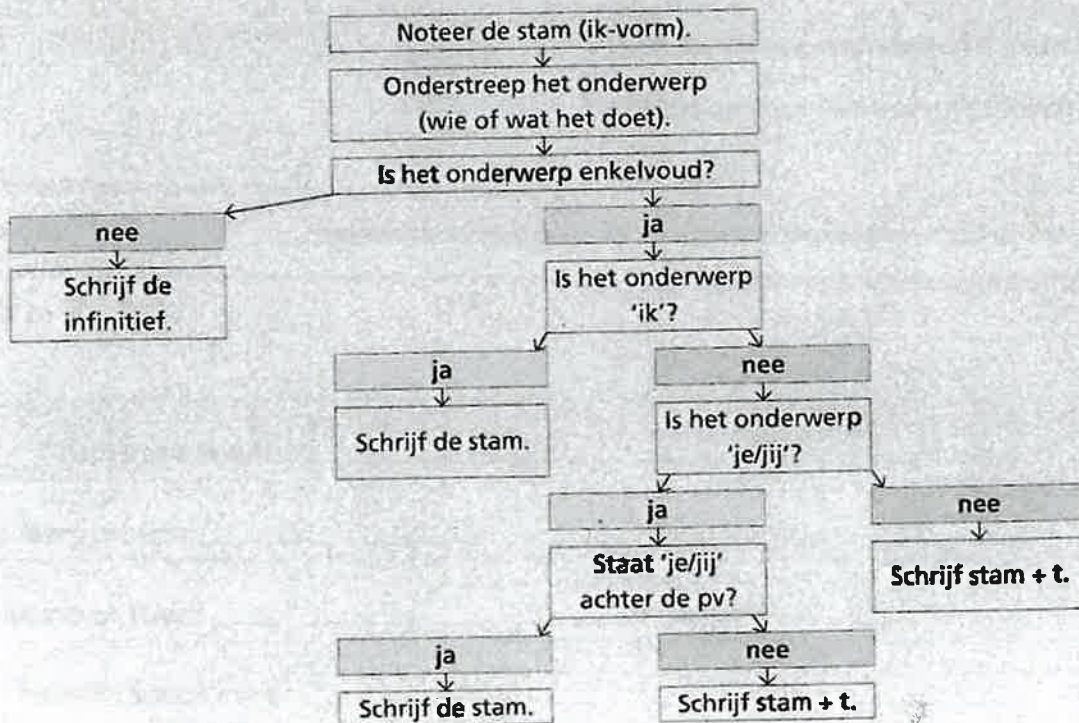 Noteer de stam (ik-vorm).
Onderstreep het onderwerp
(wie of wat het doet).
Is het onderwerp enkelvoud?
nee
ja
Schrijf de
infinitief.
Is het onderwerp
'ik'?
ja
nee
Schrijf de stam.
Is het onderwerp
'je/jij'?
ja
nee
Staat 'je/jij'
achter de pv?
Schrijf stam + t.
ja
nee
Schrijf de stam.
Schrijf stam + t.